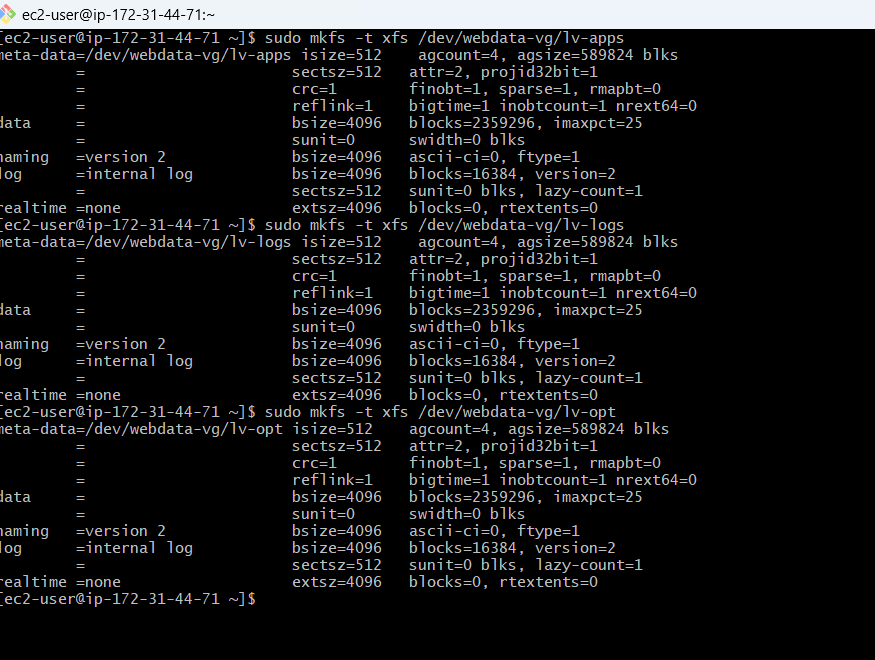 ec2-user@ip-172-31-44-71:~
[ec2-user@ip-172-31-44-71 ~]$ sudo mkfs -t xfs /dev/webdata-vg/lv-apps
meta-data=/dev/webdata-vg/lv-apps isize=512    agcount=4, agsize=589824 blks
         =                       sectsz=512   attr=2, projid32bit=1
         =                       crc=1        finobt=1, sparse=1, rmapbt=0
         =                       reflink=1    bigtime=1 inobtcount=1 nrext64=0
data     =                       bsize=4096   blocks=2359296, imaxpct=25
         =                       sunit=0      swidth=0 blks
naming   =version 2              bsize=4096   ascii-ci=0, ftype=1
log      =internal log           bsize=4096   blocks=16384, version=2
         =                       sectsz=512   sunit=0 blks, lazy-count=1
realtime =none                   extsz=4096   blocks=0, rtextents=0
[ec2-user@ip-172-31-44-71 ~]$ sudo mkfs -t xfs /dev/webdata-vg/lv-logs
meta-data=/dev/webdata-vg/lv-logs isize=512    agcount=4, agsize=589824 blks
         =                       sectsz=512   attr=2, projid32bit=1
         =                       crc=1        finobt=1, sparse=1, rmapbt=0
         =                       reflink=1    bigtime=1 inobtcount=1 nrext64=0
data     =                       bsize=4096   blocks=2359296, imaxpct=25
         =                       sunit=0      swidth=0 blks
naming   =version 2              bsize=4096   ascii-ci=0, ftype=1
log      =internal log           bsize=4096   blocks=16384, version=2
         =                       sectsz=512   sunit=0 blks, lazy-count=1
realtime =none                   extsz=4096   blocks=0, rtextents=0
[ec2-user@ip-172-31-44-71 ~]$ sudo mkfs -t xfs /dev/webdata-vg/lv-opt
meta-data=/dev/webdata-vg/lv-opt isize=512    agcount=4, agsize=589824 blks
         =                       sectsz=512   attr=2, projid32bit=1
         =                       crc=1        finobt=1, sparse=1, rmapbt=0
         =                       reflink=1    bigtime=1 inobtcount=1 nrext64=0
data     =                       bsize=4096   blocks=2359296, imaxpct=25
         =                       sunit=0      swidth=0 blks
naming   =version 2              bsize=4096   ascii-ci=0, ftype=1
log      =internal log           bsize=4096   blocks=16384, version=2
         =                       sectsz=512   sunit=0 blks, lazy-count=1
realtime =none                   extsz=4096   blocks=0, rtextents=0
[ec2-user@ip-172-31-44-71 ~]$